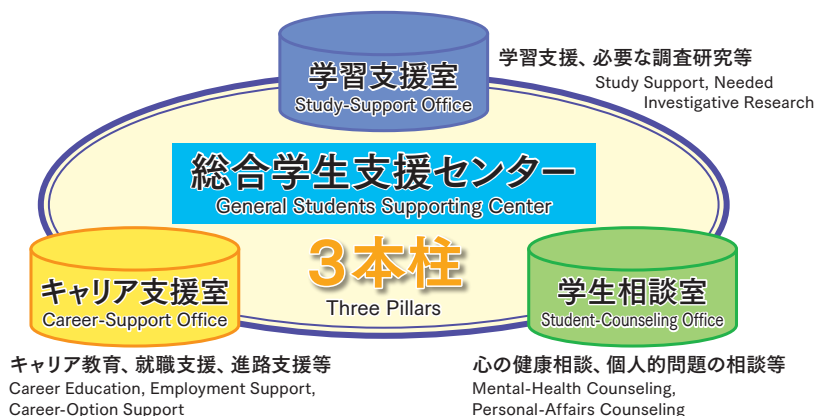 学習支援室
Study-Support Office
学習支援、必要な調査研究等
Study Support, Needed
Investigative Research
総合学生支援センター
General Students Supporting Center
3本柱
Three Pillars
キャリア支援室
Career-Support Office
学生相談室
Student-Counseling Office
キャリア教育、就職支援、進路支援等
Career Education, Employment Support,
Career-Option Support
心の健康相談、個人的問題の相談等
Mental-Health Counseling,
Personal-Affairs Counseling